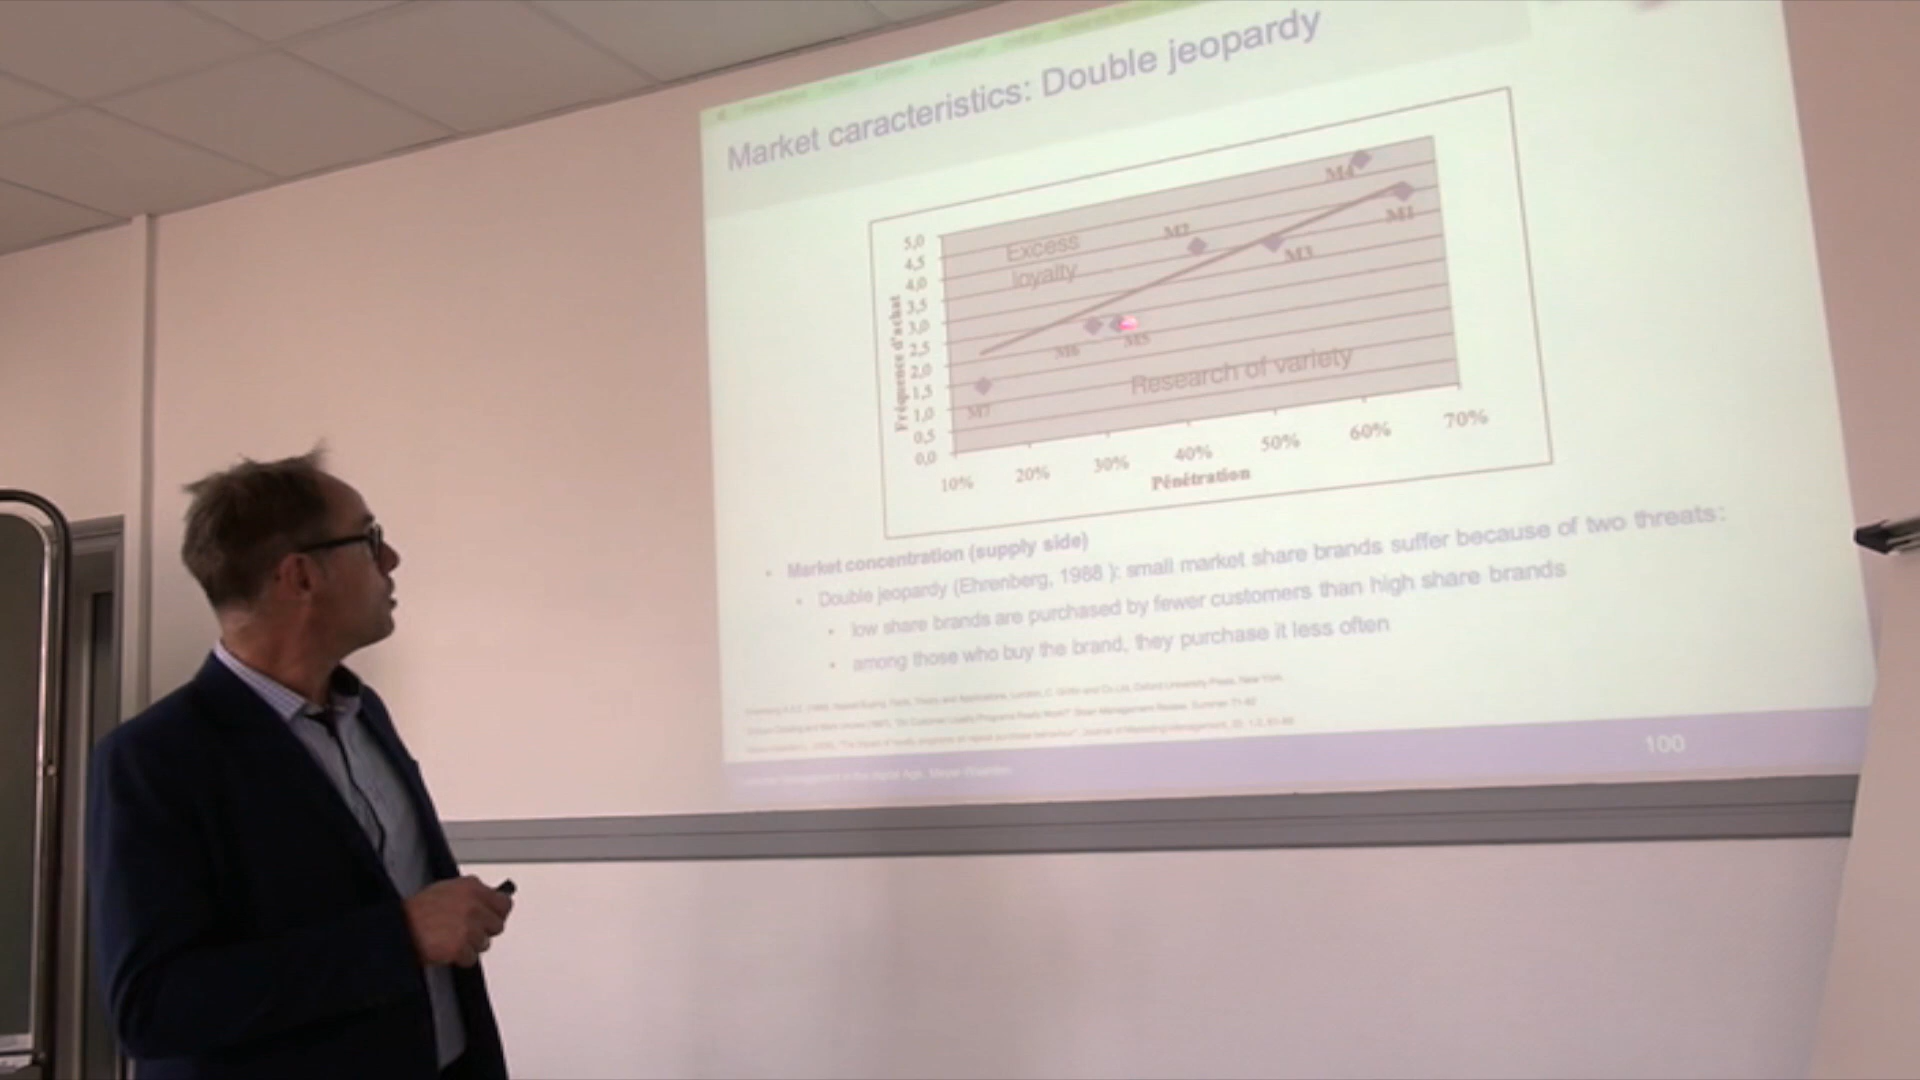 Market caracteristics: Double jeopardy
5,0
4,5
4,0
3,5
3,0
2,5
2,0
1,5
1,0
0,5
0,0
Fréquence d'achat
Excess
loyalty
M4
M1
M2
M3
M6
M5
M7
Research of variety
10% 20% 30% 40% 50% 60% 70%
Pénétration
• Market concentration (supply side)
• Double jeopardy (Ehrenberg, 1988 ): small market share brands suffer because of two threats:
• low share brands are purchased by fewer customers than high share brands
• among those who buy the brand, they purchase it less often
100